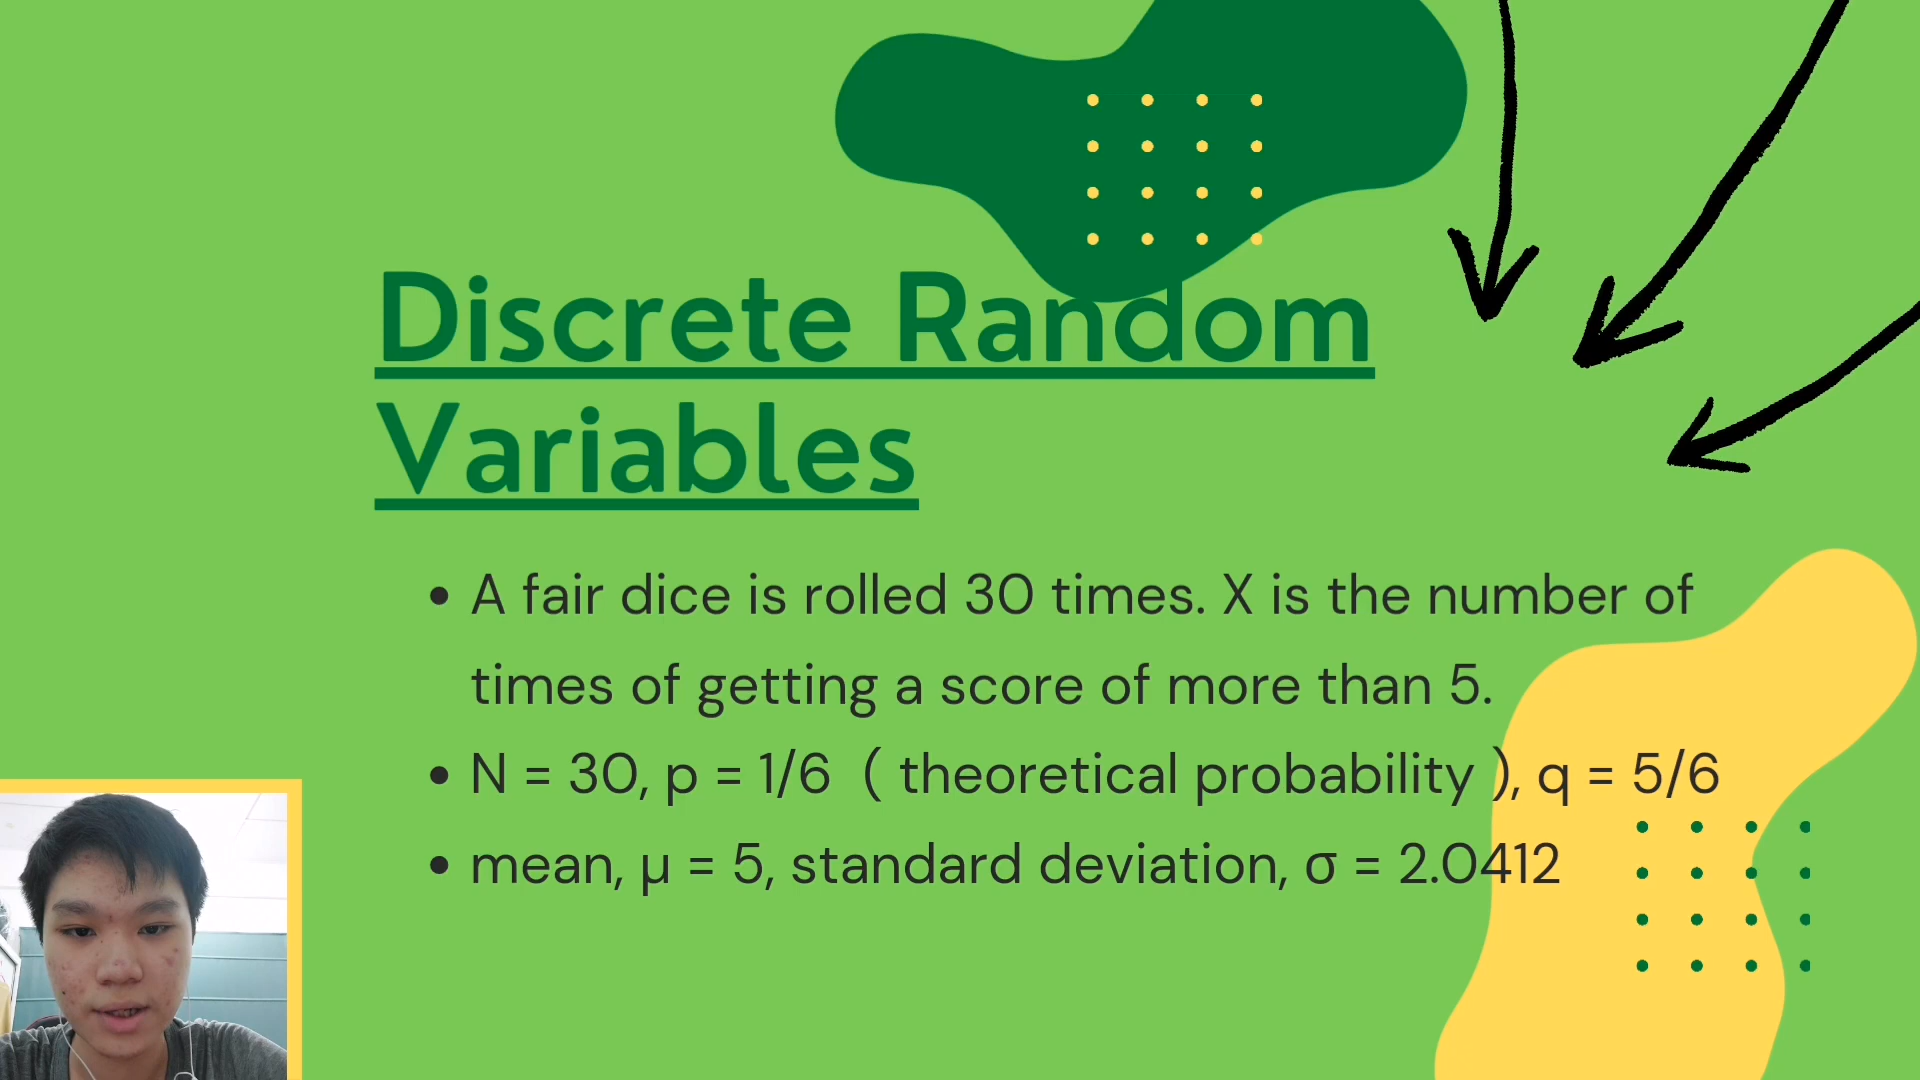 Discrete Random
Variables
• A fair dice is rolled 30 times. X is the number of
times of getting a score of more than 5.
• N = 30, p = 1/6 ( theoretical probability ), q = 5/6
• mean, μ = 5, standard deviation, σ = 2.0412